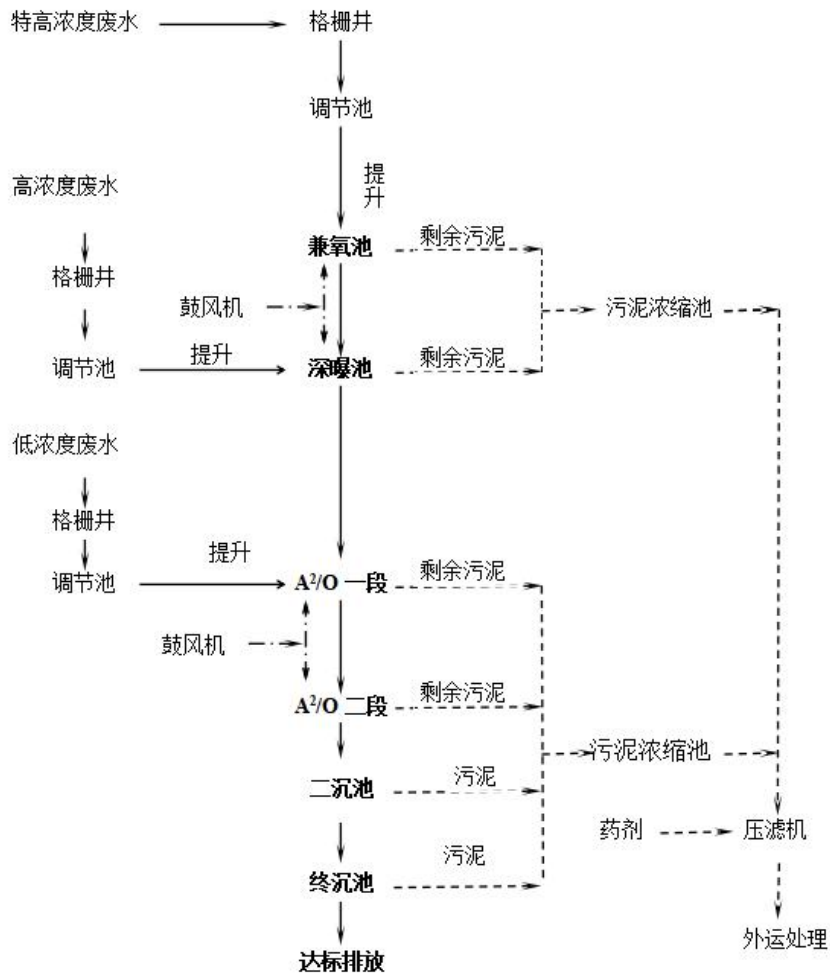 特高浓度废水
格栅井
调节池
提升
高浓度废水
兼氧池
剩余污泥
格栅井
鼓风机
污泥浓缩池
调节池
提升
深曝池
剩余污泥
低浓度废水
格栅井
提升
调节池
A²/O 一段
剩余污泥
鼓风机
A²/O 二段
剩余污泥
污泥浓缩池
二沉池
污泥
药剂
压滤机
终沉池
污泥
外运处理
达标排放